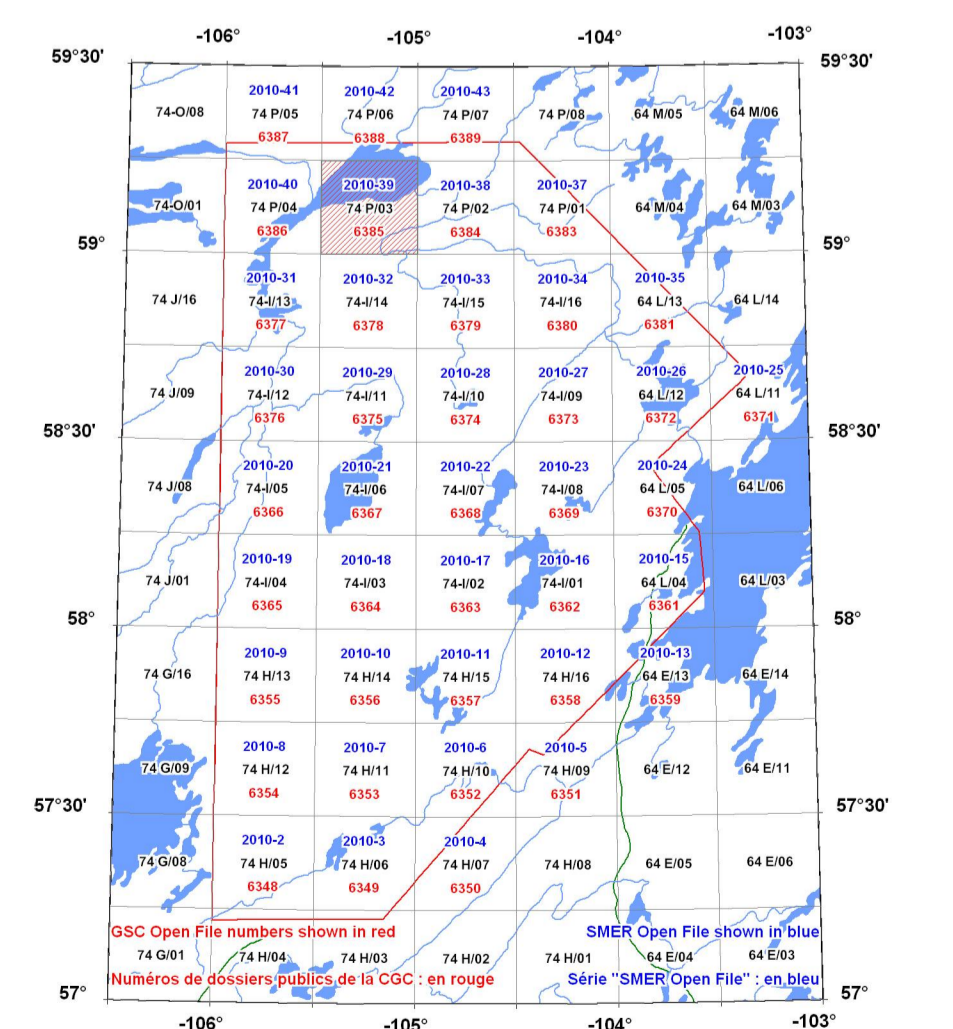 -106° -105° -104° -103°
59°30' 59°30'
2010-41 2010-42 2010-43
74-O/08 74 P/05 74 P/06 74 P/07 74 P/08 64 M/05 64 M/06
6387 6388 6389
2010-40 2010-39 2010-38 2010-37
74-O/01 74 P/04 74 P/03 74 P/02 74 P/01 64 M/04 64 M/03
6386 6385 6384 6383
59° 59°
2010-31 2010-32 2010-33 2010-34 2010-35
74 J/16 74-I/13 74-I/14 74-I/15 74-I/16 64 L/13 64 L/14
6377 6378 6379 6380 6381
2010-30 2010-29 2010-28 2010-27 2010-26 2010-25
74 J/09 74-I/12 74-I/11 74-I/10 74-I/09 64 L/12 64 L/11
6376 6375 6374 6373 6372 6371
58°30' 58°30'
2010-20 2010-21 2010-22 2010-23 2010-24
74 J/08 74-I/05 74-I/06 74-I/07 74-I/08 64 L/05 64 L/06
6366 6367 6368 6369 6370
2010-19 2010-18 2010-17 2010-16 2010-15
74 J/01 74-I/04 74-I/03 74-I/02 74-I/01 64 L/04 64 L/03
6365 6364 6363 6362 6361
58° 58°
2010-9 2010-10 2010-11 2010-12 2010-13
74 G/16 74 H/13 74 H/14 74 H/15 74 H/16 64 E/13 64 E/14
6355 6356 6357 6358 6359
2010-8 2010-7 2010-6 2010-5
74 G/09 74 H/12 74 H/11 74 H/10 74 H/09 64 E/12 64 E/11
6354 6353 6352 6351
57°30' 57°30'
2010-2 2010-3 2010-4
74 G/08 74 H/05 74 H/06 74 H/07 74 H/08 64 E/05 64 E/06
6348 6349 6350
GSC Open File numbers shown in red SMER Open File shown in blue
74 G/01 74 H/04 74 H/03 74 H/02 74 H/01 64 E/04 64 E/03
Numéros de dossiers publics de la CGC : en rouge Série "SMER Open File" : en bleu
57° 57°
-106° -105° -104° -103°